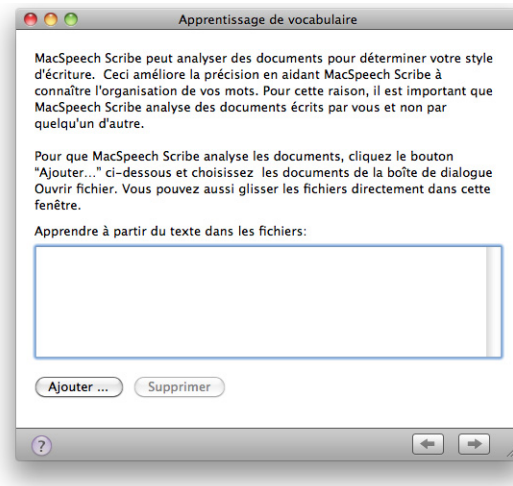 Apprentissage de vocabulaire
MacSpeech Scribe peut analyser des documents pour déterminer votre style
d'écriture.  Ceci améliore la précision en aidant MacSpeech Scribe à
connaître l'organisation de vos mots. Pour cette raison, il est important que
MacSpeech Scribe analyse des documents écrits par vous et non par
quelqu'un d'autre.
Pour que MacSpeech Scribe analyse les documents, cliquez le bouton
"Ajouter..." ci-dessous et choisissez  les documents de la boîte de dialogue
Ouvrir fichier. Vous pouvez aussi glisser les fichiers directement dans cette
fenêtre.
Apprendre à partir du texte dans les fichiers:
Ajouter ... Supprimer
?